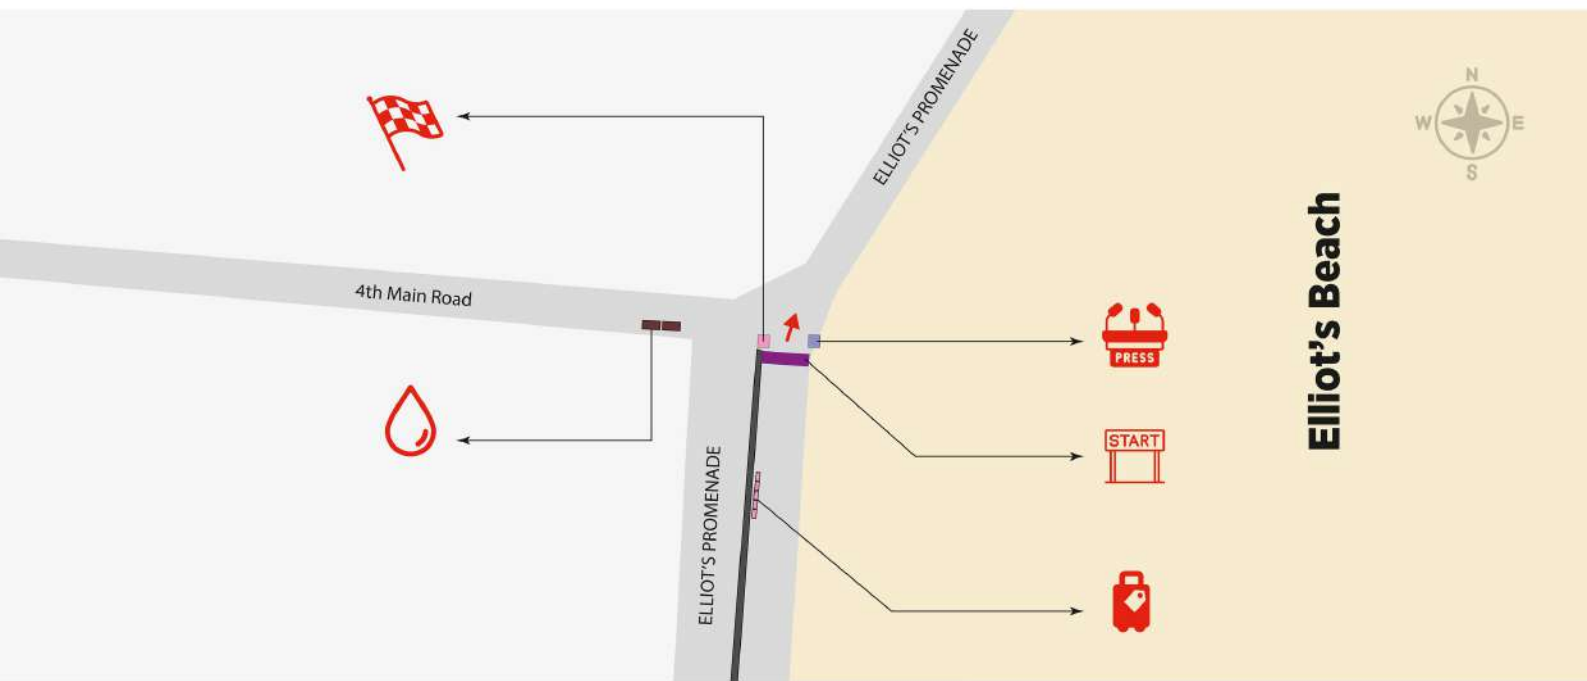 ELLIOT'S PROMENADE
N
W
E
S
4th Main Road
Elliot's Beach
PRESS
START
ELLIOT'S PROMENADE